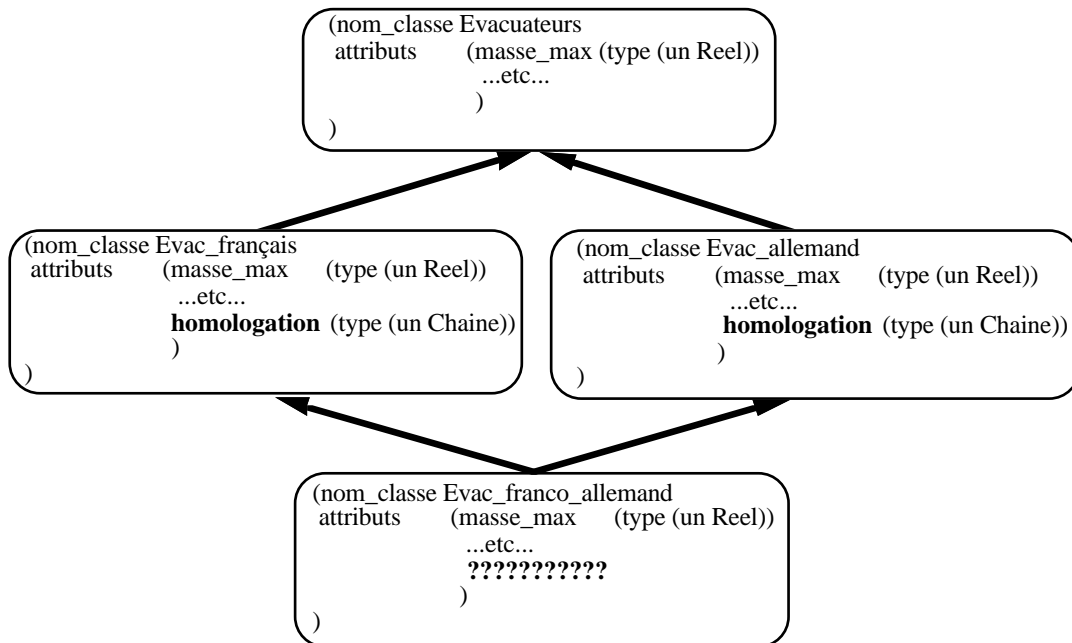 (nom_classe Evacuateurs
attributs (masse_max (type (un Reel))
...etc...
)
)
(nom_classe Evac_français
attributs (masse_max (type (un Reel))
...etc...
homologation (type (un Chaine))
)
)
(nom_classe Evac_allemand
attributs (masse_max (type (un Reel))
...etc...
homologation (type (un Chaine))
)
)
(nom_classe Evac_franco_allemand
attributs (masse_max (type (un Reel))
...etc...
???????????
)
)